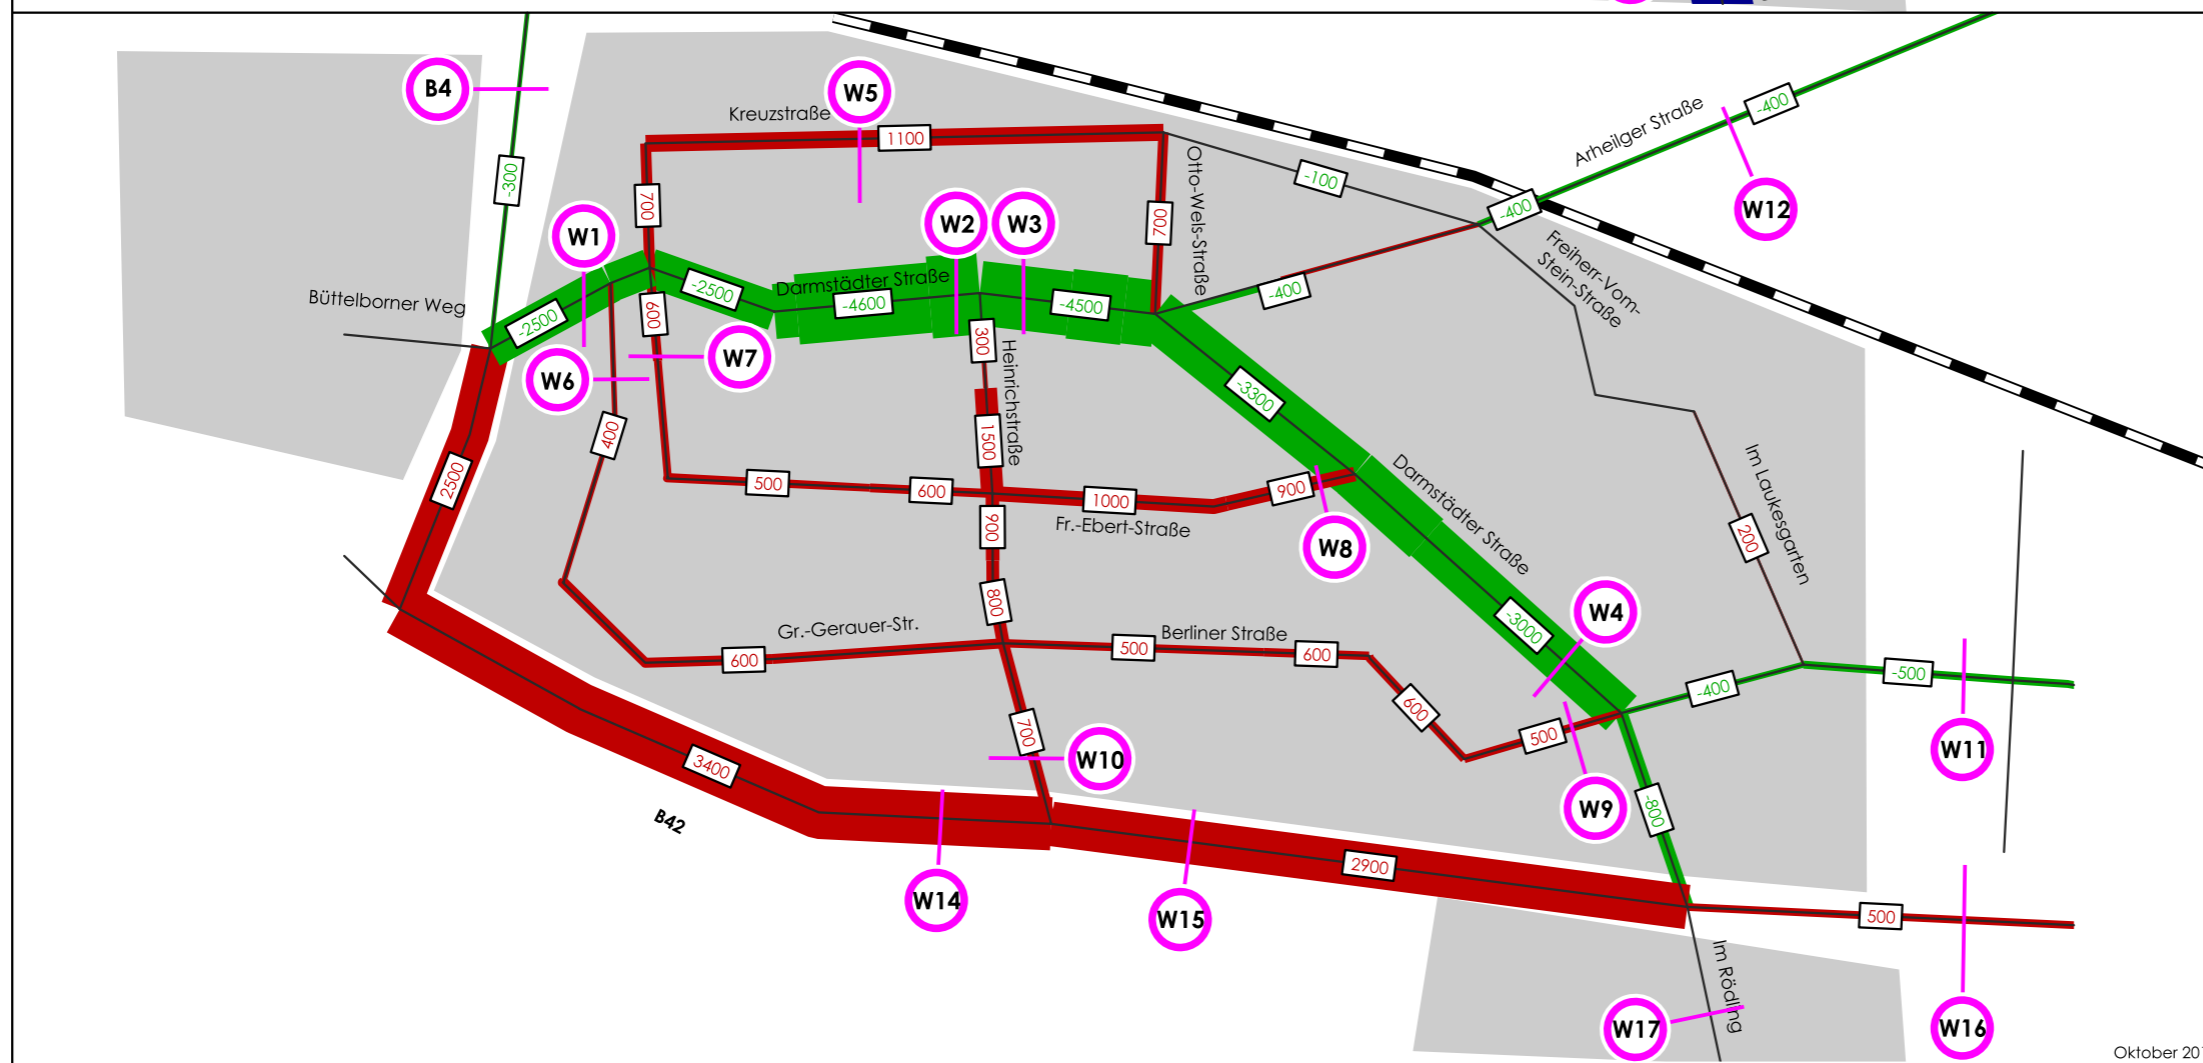 B4
W5
Kreuzstraße
1100
-400
Arheilger Straße
-300
700
Otto-Wels-Straße
-100
W12
W1
W2
W3
700
-400
Freiherr-Vom-
Stein-Straße
Büttelborner Weg
-2500
-2500
Darmstädter Straße
-4600
-4500
-400
600
300
Heinrichstraße
W7
W6
-3300
400
1500
2500
500
600
1000
900
Fr.-Ebert-Straße
Darmstädter Straße
Im Laukesgarten
900
W8
200
800
W4
-3000
Gr.-Gerauer-Str.
Berliner Straße
600
500
600
-500
-400
600
700
500
W10
W11
3400
B42
W9
-800
2900
W14
W15
500
Im Rödling
W17
W16
Oktober 201